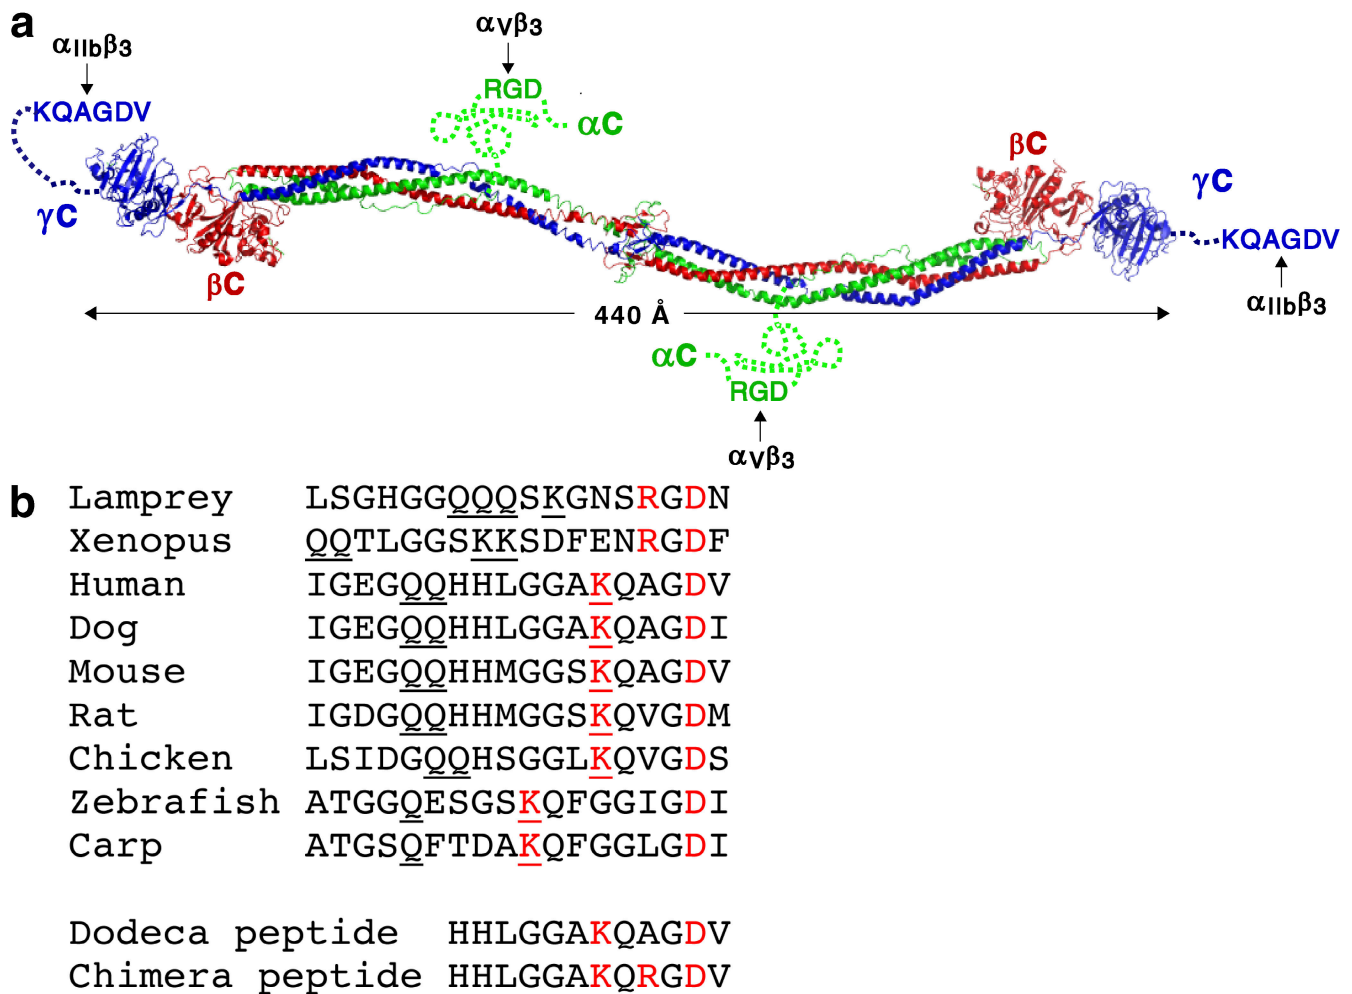 a
αIIbβ3
αVβ3
RGD
KQAGDV
αC
βC
γC
γC
βC
KQAGDV
αIIbβ3
440 Å
αC
RGD
αVβ3
b
Lamprey LSGHGGQQQSKGNSRGDN
Xenopus QQTLGGSKKSDFENRGDF
Human IGEGQQHHLGGAKQAGDV
Dog IGEGQQHHLGGAKQAGDI
Mouse IGEGQQHHMGGSKQAGDV
Rat IGDGQQHHMGGSKQVGDM
Chicken LSIDGQQHSGGLKQVGDS
Zebrafish ATGGQESGSKQFGGIGDI
Carp ATGSQFTDAKQFGGLGDI
Dodeca peptide HHLGGAKQAGDV
Chimera peptide HHLGGAKQRGDV